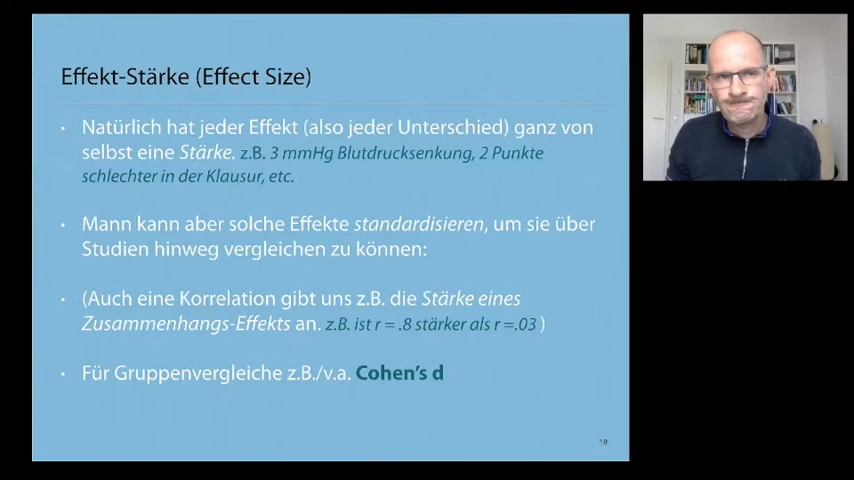 Effekt-Stärke (Effect Size)
• Natürlich hat jeder Effekt (also jeder Unterschied) ganz von
selbst eine Stärke. z.B. 3 mmHg Blutdrucksenkung, 2 Punkte
schlechter in der Klausur, etc.
• Mann kann aber solche Effekte standardisieren, um sie über
Studien hinweg vergleichen zu können:
• (Auch eine Korrelation gibt uns z.B. die Stärke eines
Zusammenhangs-Effekts an. z.B. ist r = .8 stärker als r =.03 )
• Für Gruppenvergleiche z.B./v.a. Cohen's d
18